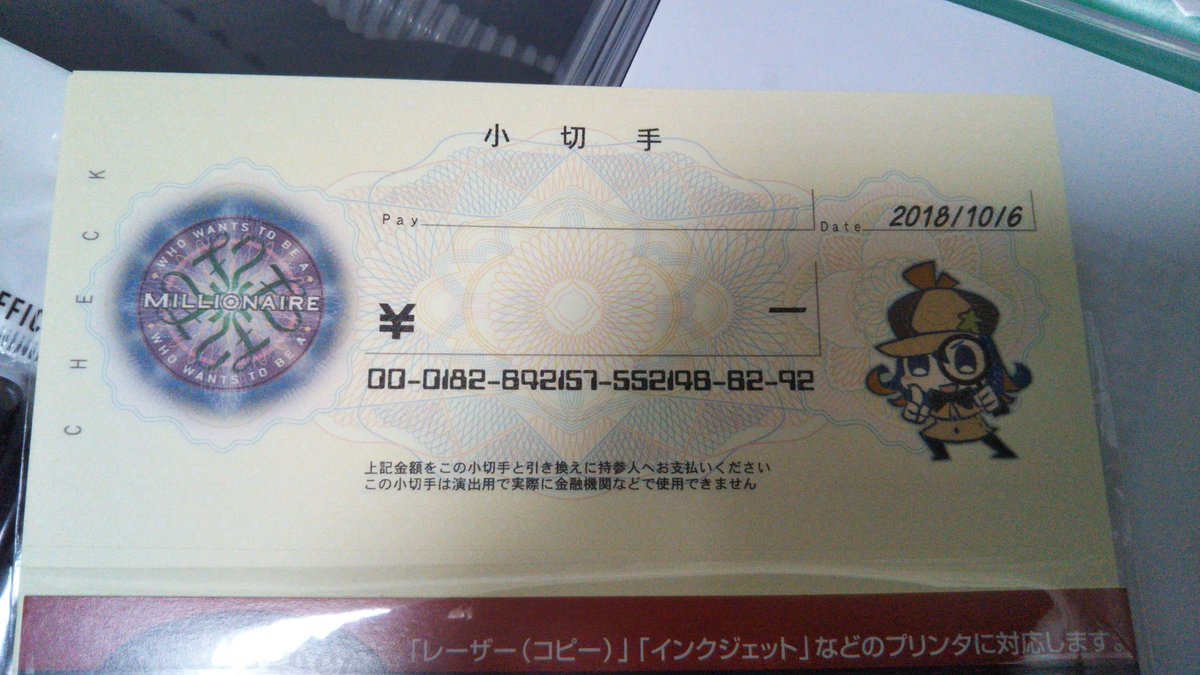 小切手
CHECK
WHO WANTS TO BE A
MILLIONAIRE
WHO WANTS TO BE A
Pay
Date 2018/10/6
¥ ー
00-0182-892157-552198-82-92
上記金額をこの小切手と引き換えに持参人へお支払いください
この小切手は演出用で実際に金融機関などで使用できません
「レーザー(コピー)」「インクジェット」などのプリンタに対応します。